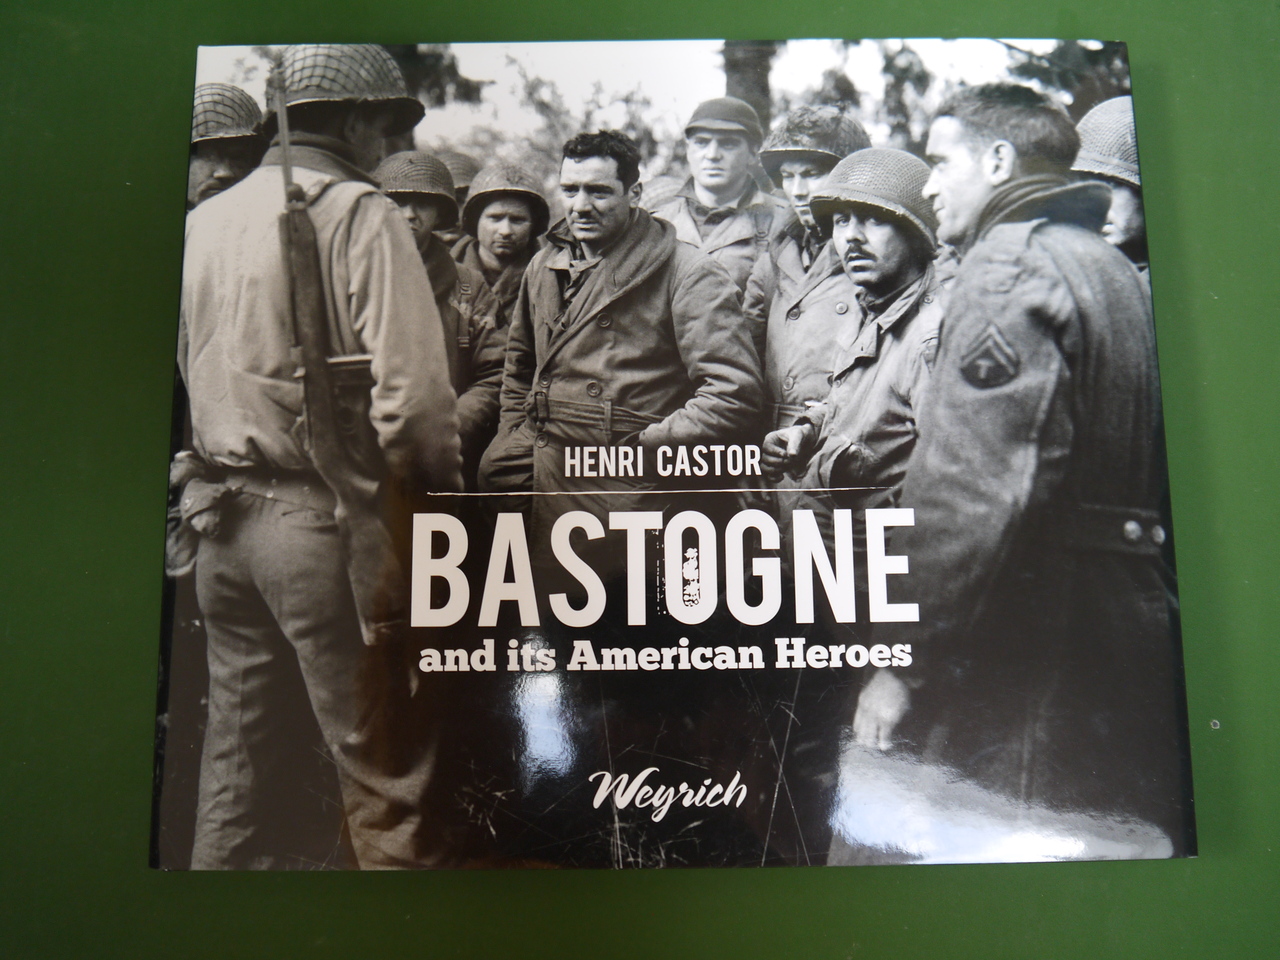 HENRI CASTOR
BASTOGNE
and its American Heroes
Weyrich